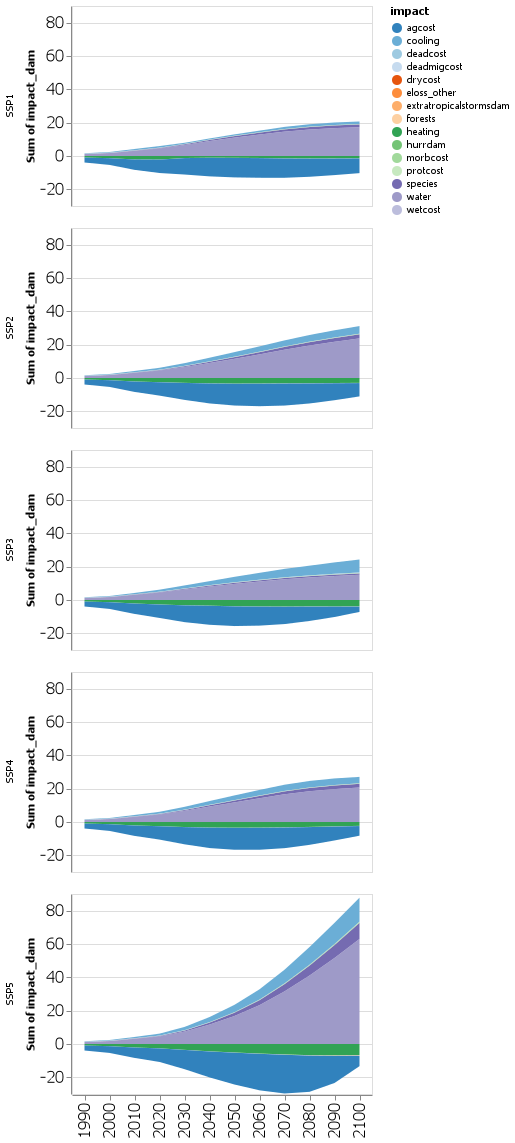 impact
agcost
cooling
deadcost
deadmigcost
drycost
eloss_other
extratropicalstormsdam
forests
heating
hurrdam
morbcost
protcost
species
water
wetcost
SSP1
Sum of impact_dam
80
60
40
20
0
-20
SSP2
Sum of impact_dam
80
60
40
20
0
-20
SSP3
Sum of impact_dam
80
60
40
20
0
-20
SSP4
Sum of impact_dam
80
60
40
20
0
-20
SSP5
Sum of impact_dam
80
60
40
20
0
-20
1990
2000
2010
2020
2030
2040
2050
2060
2070
2080
2090
2100